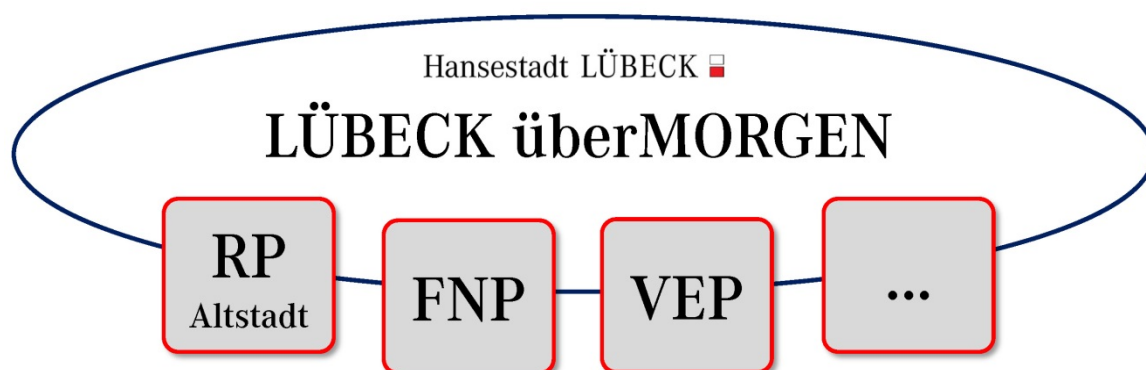 Hansestadt LÜBECK
LÜBECK überMORGEN
RP
Altstadt
FNP
VEP
...